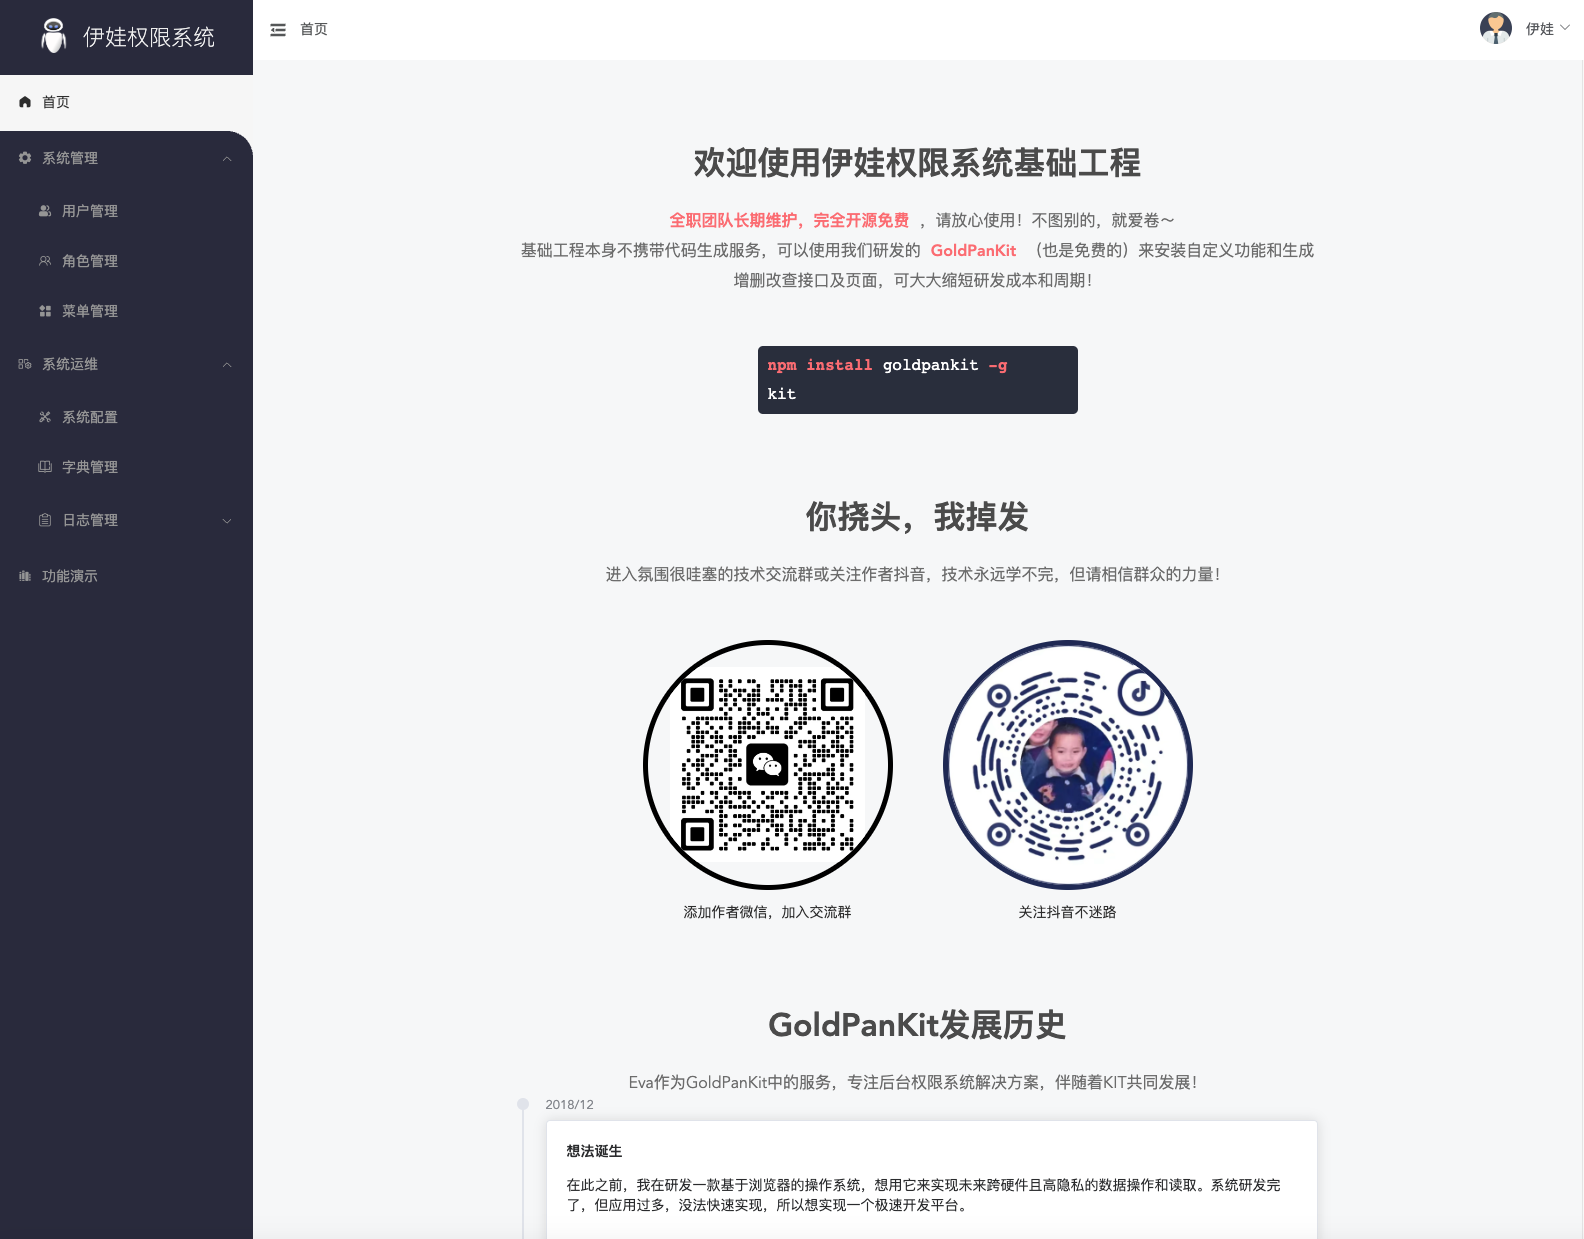 伊娃权限系统
首页
伊娃
首页
系统管理
用户管理
角色管理
菜单管理
系统运维
系统配置
字典管理
日志管理
功能演示
欢迎使用伊娃权限系统基础工程
全职团队长期维护，完全开源免费 ，请放心使用！不图别的，就爱卷～
基础工程本身不携带代码生成服务，可以使用我们研发的 GoldPanKit （也是免费的）来安装自定义功能和生成
增删改查接口及页面，可大大缩短研发成本和周期！
npm install goldpankit -g
kit
你挠头，我掉发
进入氛围很哇塞的技术交流群或关注作者抖音，技术永远学不完，但请相信群众的力量！
添加作者微信，加入交流群
关注抖音不迷路
GoldPanKit发展历史
Eva作为GoldPanKit中的服务，专注后台权限系统解决方案，伴随着KIT共同发展！
2018/12
想法诞生
在此之前，我在研发一款基于浏览器的操作系统，想用它来实现未来跨硬件且高隐私的数据操作和读取。系统研发完
了，但应用过多，没法快速实现，所以想实现一个极速开发平台。